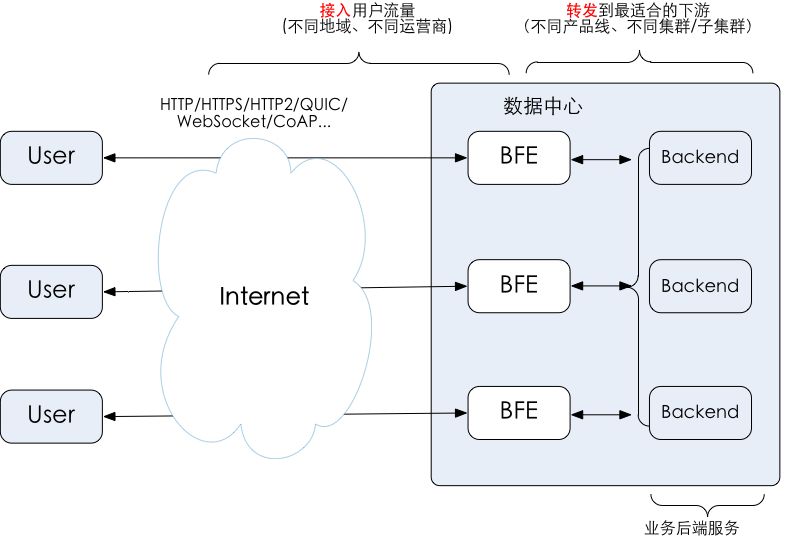 接入用户流量
(不同地域、不同运营商)
转发到最适合的下游
(不同产品线、不同集群/子集群)
HTTP/HTTPS/HTTP2/QUIC/
WebSocket/CoAP...
数据中心
User
BFE
Backend
User
Internet
BFE
Backend
User
BFE
Backend
业务后端服务